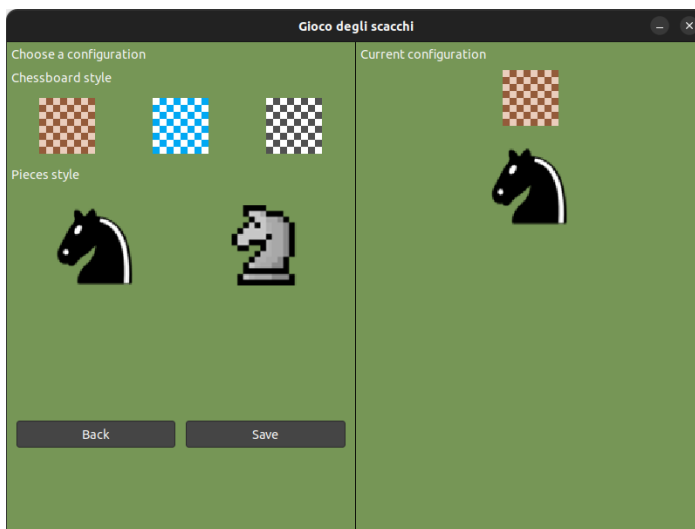 Gioco degli scacchi
Choose a configuration
Chessboard style
Pieces style
Back
Save
Current configuration